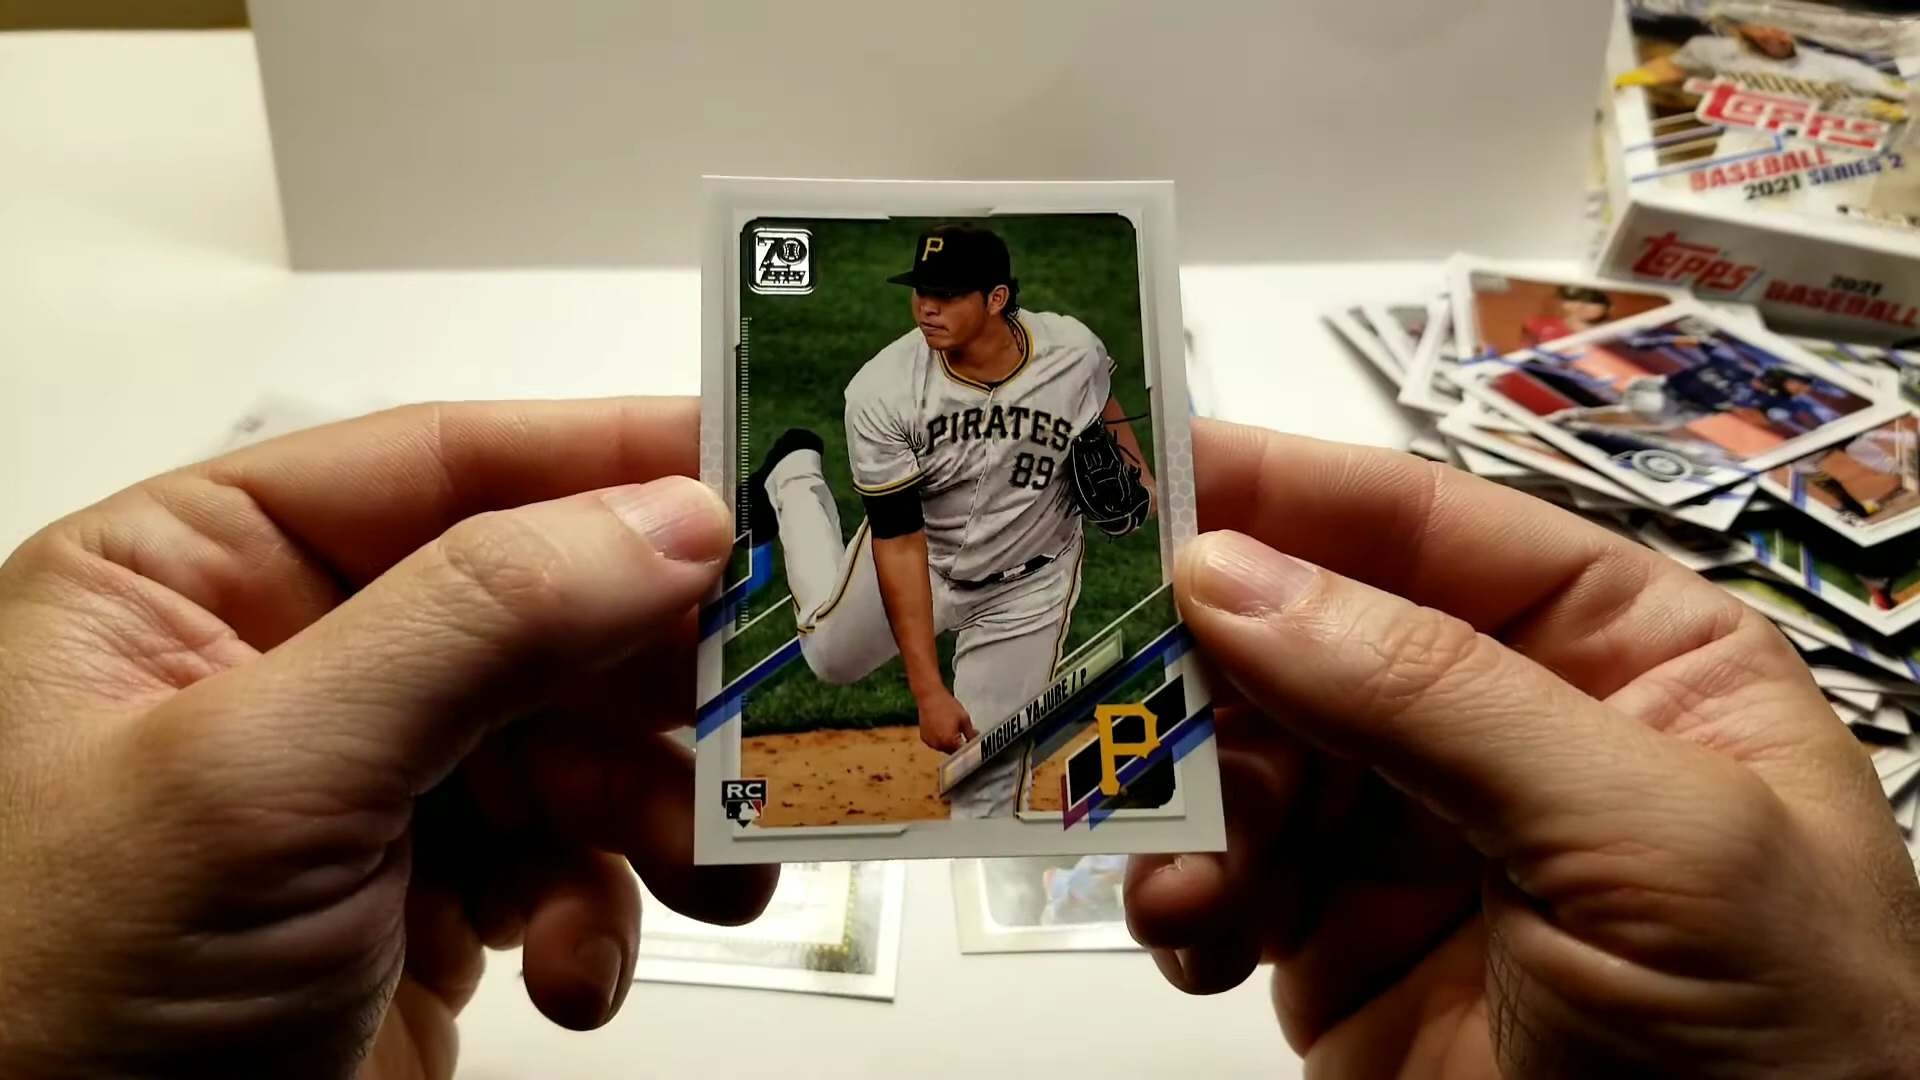 70
topps
P
PIRATES
89
MIGUEL YAJURE / P
P
RC
topps
BASEBALL
2021 SERIES 2
topps
2021
BASEBALL